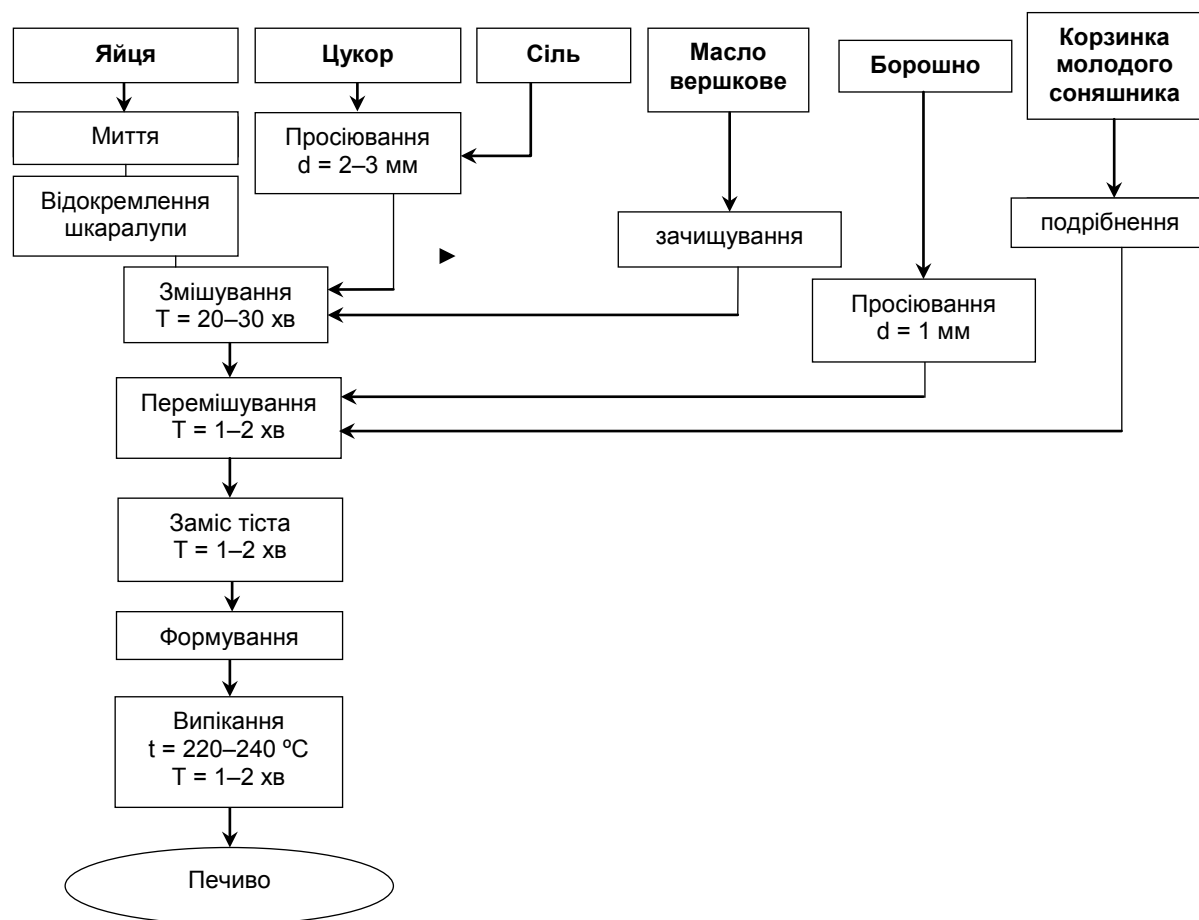 Яйця
Цукор
Сіль
Масло
вершкове
Борошно
Корзинка
молодого
соняшника
Миття
Просіювання
d = 2–3 мм
Відокремлення
шкаралупи
зачищування
подрібнення
Змішування
T = 20–30 хв
Просіювання
d = 1 мм
Перемішування
T = 1–2 хв
Заміс тіста
T = 1–2 хв
Формування
Випікання
t = 220–240 ºC
T = 1–2 хв
Печиво